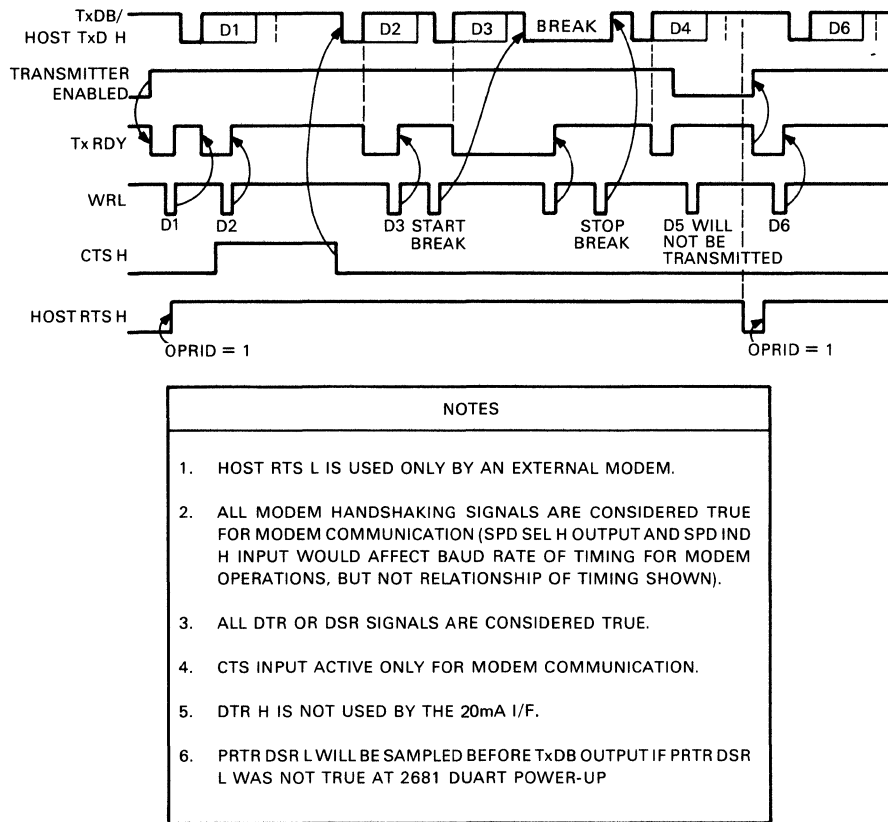 TxDB/
HOST TxD H
D1
D2
D3
BREAK
D4
D6
TRANSMITTER
ENABLED
Tx RDY
WRL
D1
D2
D3 START
BREAK
STOP
BREAK
D5 WILL
NOT BE
TRANSMITTED
D6
CTS H
HOST RTS H
OPRID = 1
OPRID = 1
NOTES
1. HOST RTS L IS USED ONLY BY AN EXTERNAL MODEM.
2. ALL MODEM HANDSHAKING SIGNALS ARE CONSIDERED TRUE
FOR MODEM COMMUNICATION (SPD SEL H OUTPUT AND SPD IND
H INPUT WOULD AFFECT BAUD RATE OF TIMING FOR MODEM
OPERATIONS, BUT NOT RELATIONSHIP OF TIMING SHOWN).
3. ALL DTR OR DSR SIGNALS ARE CONSIDERED TRUE.
4. CTS INPUT ACTIVE ONLY FOR MODEM COMMUNICATION.
5. DTR H IS NOT USED BY THE 20mA I/F.
6. PRTR DSR L WILL BE SAMPLED BEFORE TxDB OUTPUT IF PRTR DSR
L WAS NOT TRUE AT 2681 DUART POWER-UP